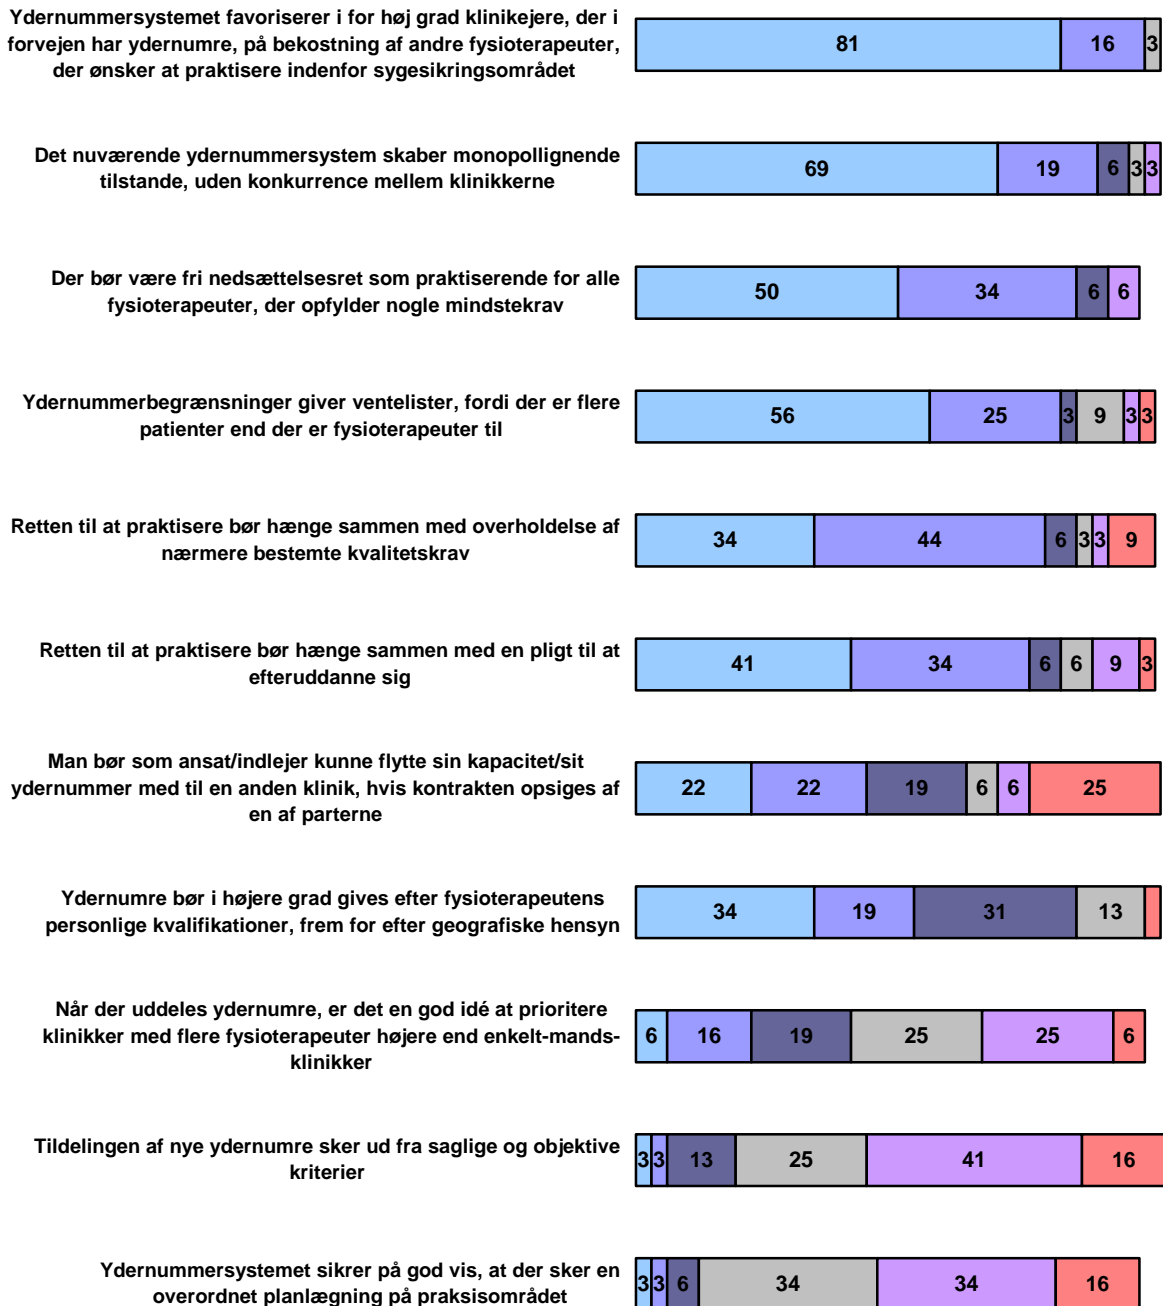 Ydernummersystemet favoriserer i for høj grad klinikejere, der i
forvejen har ydernumre, på bekostning af andre fysioterapeuter,
der ønsker at praktisere indenfor sygesikringsområdet
81 16 3
Det nuværende ydernummersystem skaber monopollignende
tilstande, uden konkurrence mellem klinikkerne
69 19 6 3 3
Der bør være fri nedsættelsesret som praktiserende for alle
fysioterapeuter, der opfylder nogle mindstekrav
50 34 6 6
Ydernummerbegrænsninger giver ventelister, fordi der er flere
patienter end der er fysioterapeuter til
56 25 3 9 3 3
Retten til at praktisere bør hænge sammen med overholdelse af
nærmere bestemte kvalitetskrav
34 44 6 3 3 9
Retten til at praktisere bør hænge sammen med en pligt til at
efteruddanne sig
41 34 6 6 9 3
Man bør som ansat/indlejer kunne flytte sin kapacitet/sit
ydernummer med til en anden klinik, hvis kontrakten opsiges af
en af parterne
22 22 19 6 6 25
Ydernumre bør i højere grad gives efter fysioterapeutens
personlige kvalifikationer, frem for efter geografiske hensyn
34 19 31 13
Når der uddeles ydernumre, er det en god idé at prioritere
klinikker med flere fysioterapeuter højere end enkelt-mands-
klinikker
6 16 19 25 25 6
Tildelingen af nye ydernumre sker ud fra saglige og objektive
kriterier
3 3 13 25 41 16
Ydernummersystemet sikrer på god vis, at der sker en
overordnet planlægning på praksisområdet
3 3 6 34 34 16